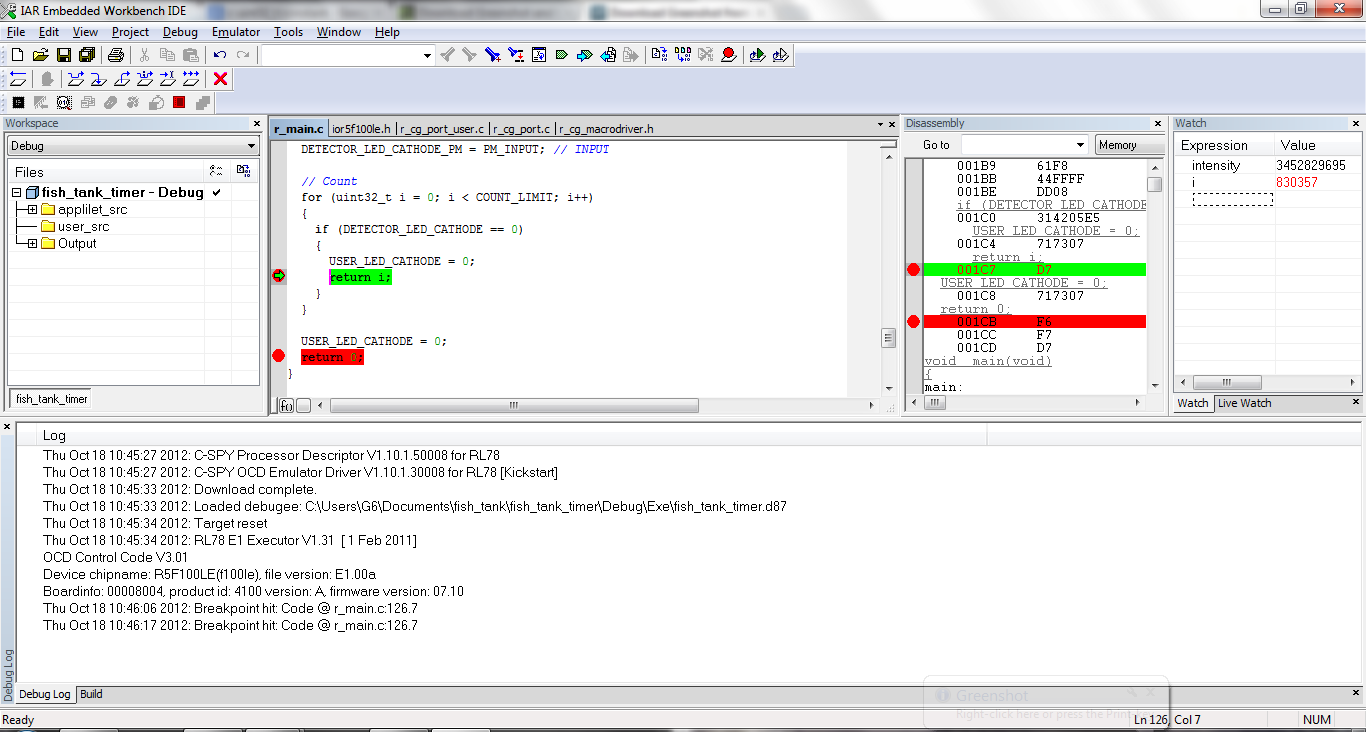 IAR Embedded Workbench IDE
File Edit View Project Debug Emulator Tools Window Help
Workspace
Debug
Files
fish_tank_timer - Debug
applilet_src
user_src
Output
fish_tank_timer
r_main.c ior5f100le.h r_cg_port_user.c r_cg_port.c r_cg_macrodriver.h
DETECTOR_LED_CATHODE_PM = PM_INPUT; // INPUT
// Count
for (uint32_t i = 0; i < COUNT_LIMIT; i++)
{
if (DETECTOR_LED_CATHODE == 0)
{
USER_LED_CATHODE = 0;
return i;
}
}
USER_LED_CATHODE = 0;
return 0;
}
f()
Disassembly
Go to Memory
001B9 61F8
001BB 44FFFF
001BE DD08
if (DETECTOR_LED_CATHODE
001C0 314205E5
USER_LED_CATHODE = 0;
001C4 717307
return i;
001C7 D7
USER_LED_CATHODE = 0;
001C8 717307
return 0;
001CB F6
001CC F7
001CD D7
void main(void)
{
main:
Watch
Expression Value
intensity 3452829695
i 830357
Watch Live Watch
Log
Thu Oct 18 10:45:27 2012: C-SPY Processor Descriptor V1.10.1.50008 for RL78
Thu Oct 18 10:45:27 2012: C-SPY OCD Emulator Driver V1.10.1.30008 for RL78 [Kickstart]
Thu Oct 18 10:45:33 2012: Download complete.
Thu Oct 18 10:45:33 2012: Loaded debugee: C:\Users\G6\Documents\fish_tank\fish_tank_timer\Debug\Exe\fish_tank_timer.d87
Thu Oct 18 10:45:34 2012: Target reset
Thu Oct 18 10:45:34 2012: RL78 E1 Executor V1.31 [ 1 Feb 2011]
OCD Control Code V3.01
Device chipname: R5F100LE(f100le), file version: E1.00a
Boardinfo: 00008004, product id: 4100 version: A, firmware version: 07.10
Thu Oct 18 10:46:06 2012: Breakpoint hit: Code @ r_main.c:126.7
Thu Oct 18 10:46:17 2012: Breakpoint hit: Code @ r_main.c:126.7
Debug Log
Debug Log Build
Greenshot
Right-click here or press the Print
Ready
Ln 126, Col 7
NUM